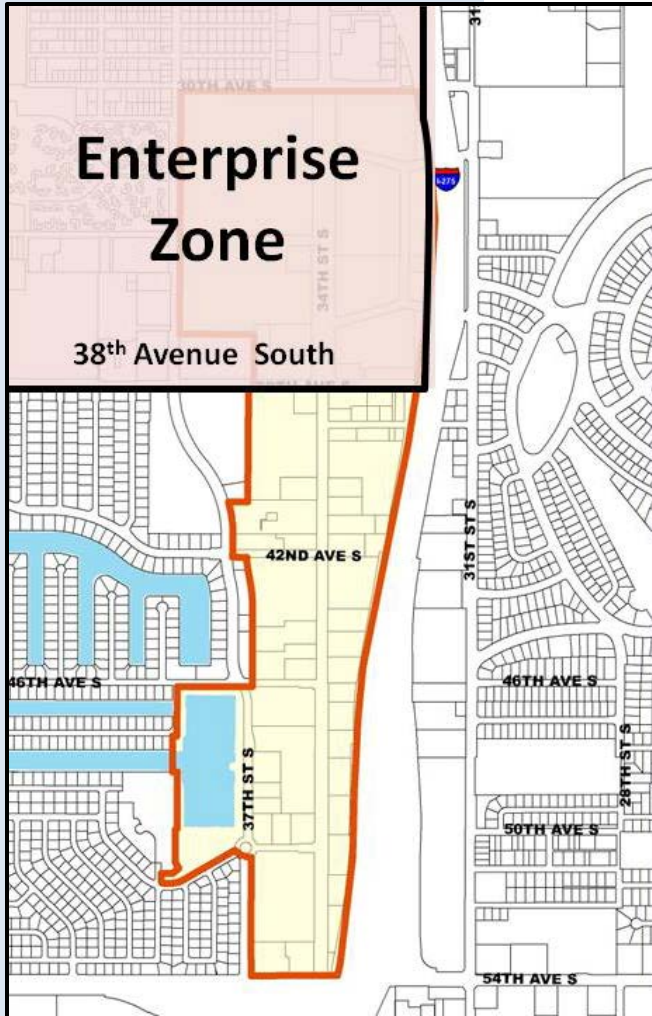 31
30TH AVE S
Enterprise
Zone
I-275
34TH ST S
38th Avenue South
42ND AVE S
31ST ST S
46TH AVE S
46TH AVE S
28TH ST S
37TH ST S
50TH AVE S
54TH AVE S